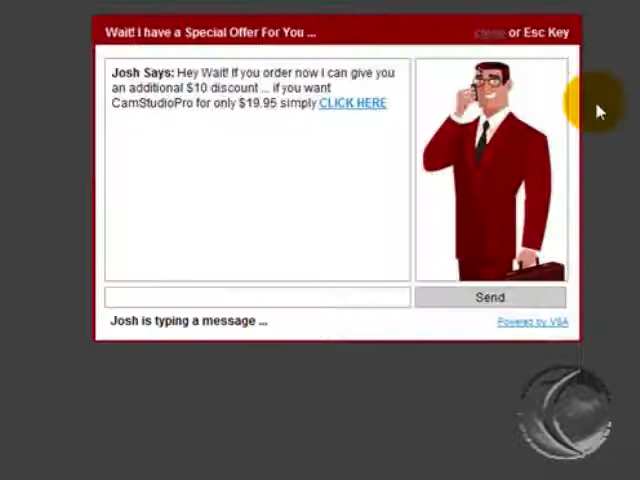 Wait! I have a Special Offer For You ...
close or Esc Key
Josh Says: Hey Wait! If you order now I can give you
an additional $10 discount ... if you want
CamStudioPro for only $19.95 simply CLICK HERE
Send
Josh is typing a message ...
Powered by VSA